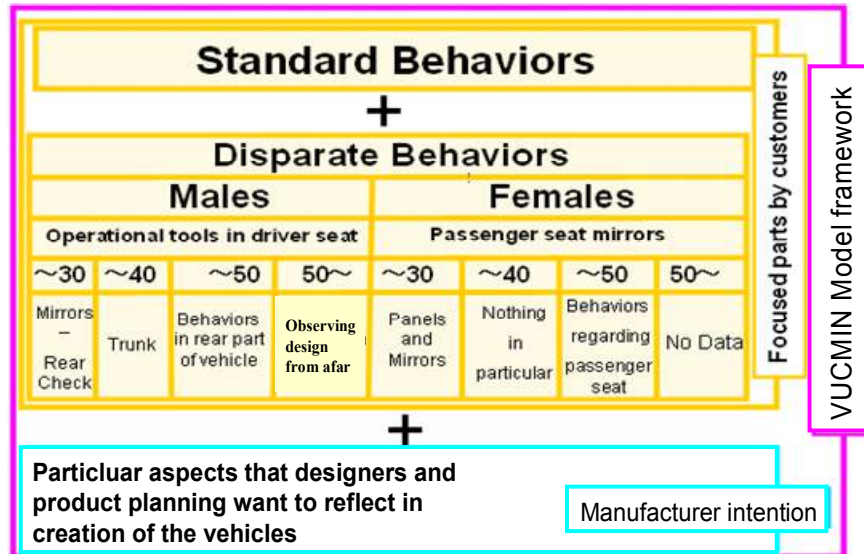 Standard Behaviors
+
Disparate Behaviors
Males
Females
Operational tools in driver seat
Passenger seat mirrors
～30
～40
～50
50～
～30
～40
～50
50～
Mirrors
–
Rear
Check
Trunk
Behaviors
in rear part
of vehicle
Observing
design
from afar
Panels
and
Mirrors
Nothing
in
particular
Behaviors
regarding
passenger
seat
No Data
Focused parts by customers
VUCMIN Model framework
+
Particluar aspects that designers and
product planning want to reflect in
creation of the vehicles
Manufacturer intention